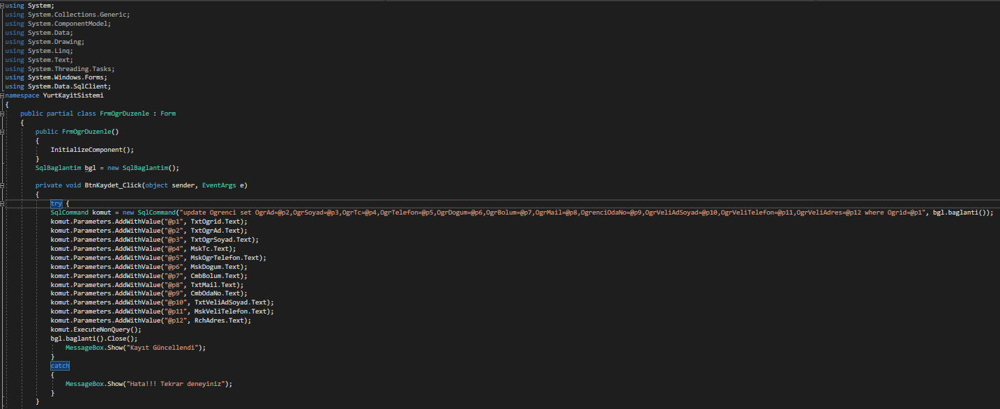 using System;
using System.Collections.Generic;
using System.ComponentModel;
using System.Data;
using System.Drawing;
using System.Linq;
using System.Text;
using System.Threading.Tasks;
using System.Windows.Forms;
using System.Data.SqlClient;
namespace YurtKayitSistemi
{
public partial class FrmOgrDuzenle : Form
{
public FrmOgrDuzenle()
{
InitializeComponent();
}
SqlBaglantim bgl = new SqlBaglantim();
private void BtnKaydet_Click(object sender, EventArgs e)
{
try {
SqlCommand komut = new SqlCommand("update Ogrenci set OgrAd=@p2,OgrSoyad=@p3,OgrTc=@p4,OgrTelefon=@p5,OgrDogum=@p6,OgrBolum=@p7,OgrMail=@p8,OgrenciOdaNo=@p9,OgrVeliAdSoyad=@p10,OgrVeliTelefon=@p11,OgrVeliAdres=@p12 where Ogrid=@p1", bgl.baglanti());
komut.Parameters.AddWithValue("@p1", TxtOgrid.Text);
komut.Parameters.AddWithValue("@p2", TxtOgrAd.Text);
komut.Parameters.AddWithValue("@p3", TxtOgrSoyad.Text);
komut.Parameters.AddWithValue("@p4", MskTc.Text);
komut.Parameters.AddWithValue("@p5", MskOgrTelefon.Text);
komut.Parameters.AddWithValue("@p6", MskDogum.Text);
komut.Parameters.AddWithValue("@p7", CmbBolum.Text);
komut.Parameters.AddWithValue("@p8", TxtMail.Text);
komut.Parameters.AddWithValue("@p9", CmbOdaNo.Text);
komut.Parameters.AddWithValue("@p10", TxtVeliAdSoyad.Text);
komut.Parameters.AddWithValue("@p11", MskVeliTelefon.Text);
komut.Parameters.AddWithValue("@p12", RchAdres.Text);
komut.ExecuteNonQuery();
bgl.baglanti().Close();
MessageBox.Show("Kayıt Güncellendi");
}
catch
{
MessageBox.Show("Hata!!! Tekrar deneyiniz");
}
}